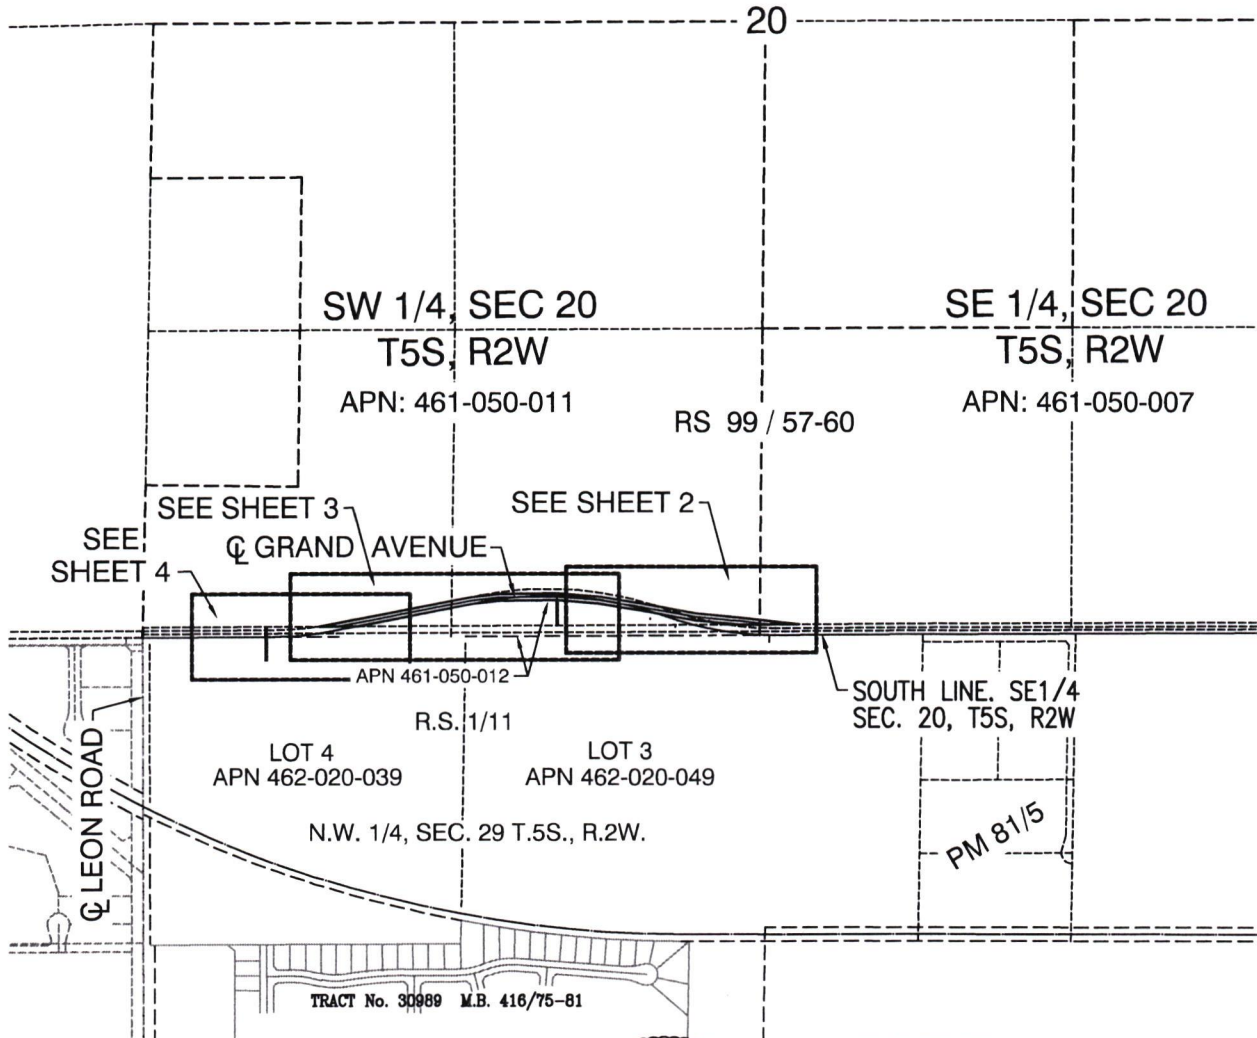 20
SW 1/4, SEC 20
T5S, R2W
APN: 461-050-011
SE 1/4, SEC 20
T5S, R2W
APN: 461-050-007
RS 99 / 57-60
SEE SHEET 3
SEE SHEET 2
SEE
SHEET 4
℄ GRAND AVENUE
APN 461-050-012
SOUTH LINE. SE1/4
SEC. 20, T5S, R2W
R.S. 1/11
LOT 4
APN 462-020-039
LOT 3
APN 462-020-049
℄ LEON ROAD
N.W. 1/4, SEC. 29 T.5S., R.2W.
PM 81/5
TRACT No. 30989 M.B. 416/75-81